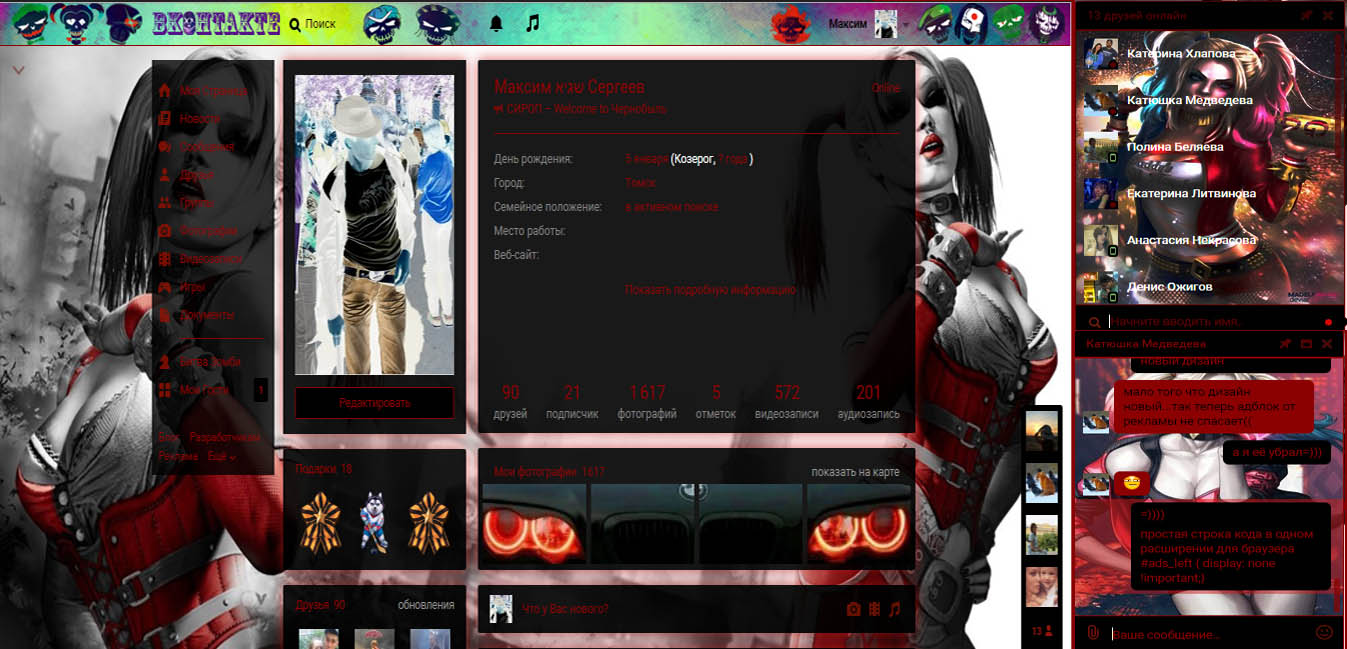 ВКОНТАКТЕ
Поиск
Максим
Моя Страница
Новости
Сообщения
Друзья
Группы
Фотографии
Видеозаписи
Игры
Документы
Битва зомби
Мои гости 1
Блог Разработчикам
Реклама Ещё
Редактировать
Подарки 18
Друзья 90 обновления
Максим שגיא Сергеев
Online
СИРОП – Welcome to Чернобыль
День рождения: 5 января (Козерог, ? года )
Город: Томск
Семейное положение: в активном поиске
Место работы:
Веб-сайт:
Показать подробную информацию
90 21 1 617 5 572 201
друзей подписчик фотографий отметок видеозаписи аудиозапись
Мои фотографии 1617 показать на карте
Что у Вас нового?
13
13 друзей онлайн
Катерина Хлапова
Катюшка Медведева
Полина Беляева
Екатерина Литвинова
Анастасия Некрасова
Денис Ожигов
Начните вводить имя..
Катюшка Медведева
новый дизайн
мало того что дизайн
новый...так теперь адблок от
рекламы не спасает((
а я её убрал=)))
=))))
простая строка кода в одном
расширении для браузера
#ads_left { display: none
!important;}
Ваше сообщение...